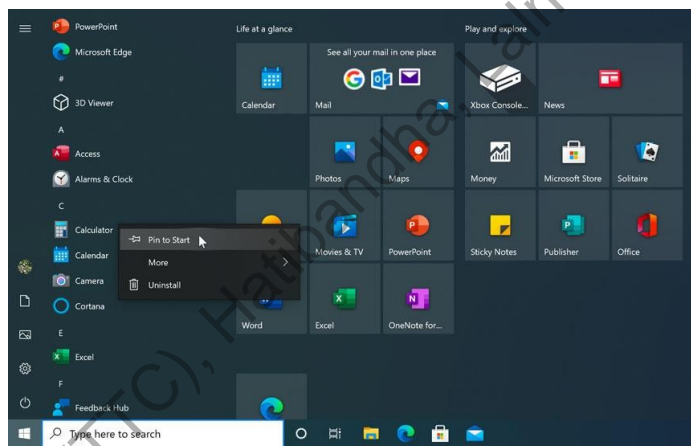 PowerPoint
Microsoft Edge
#
3D Viewer
A
Access
Alarms & Clock
C
Calculator
Calendar
Camera
Cortana
E
Excel
F
Feedback Hub
Pin to Start
More
Uninstall
Life at a glance
Calendar
See all your mail in one place
Mail
Photos
Maps
Movies & TV
PowerPoint
Word
Excel
OneNote for...
Play and explore
Xbox Console...
News
Money
Microsoft Store
Solitaire
Sticky Notes
Publisher
Office
Type here to search
TTC), Hatibandha, Lalm